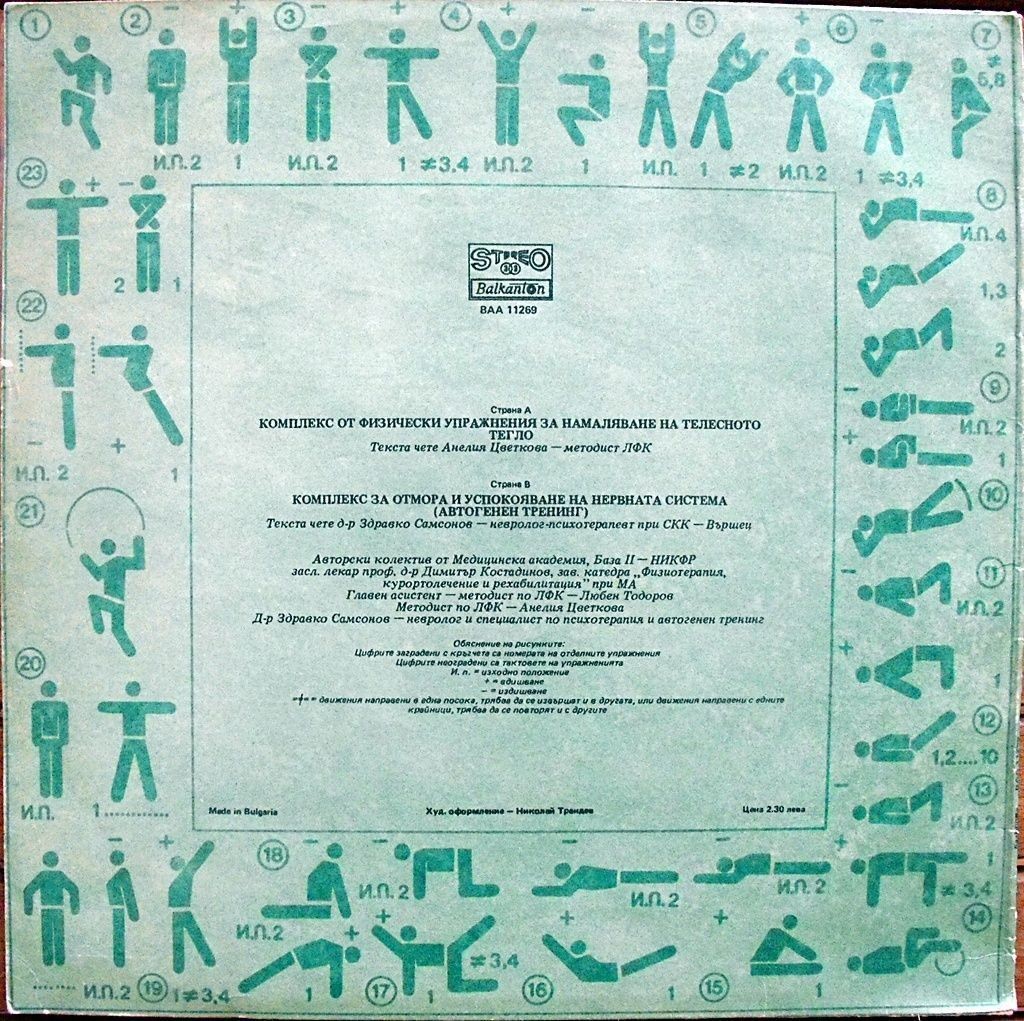 1 2 − + 3 − + 4 − + 5 + 6 − 7
≠
5,8
И.П. 2 1 И.П. 2 1 ≠3,4 И.П. 2 1 И.П. 1 ≠2 И.П. 2 1 ≠3,4
23 + −
2 1
8
И.П. 4
1,3
2
22
− +
И.П. 2 1
− 9
И.П. 2
+ 1
21
10
− 11
И.П. 2
+ 1
20
И.П. 1
12
1,2....10
− 13
И.П. 2
STEREO
33
Balkanton
ВАА 11269
Страна А
КОМПЛЕКС ОТ ФИЗИЧЕСКИ УПРАЖНЕНИЯ ЗА НАМАЛЯВАНЕ НА ТЕЛЕСНОТО
ТЕГЛО
Текста чете Анелия Цветкова — методист ЛФК
Страна В
КОМПЛЕКС ЗА ОТМОРА И УСПОКОЯВАНЕ НА НЕРВНАТА СИСТЕМА
(АВТОГЕНЕН ТРЕНИНГ)
Текста чете д-р Здравко Самсонов — невролог-психотерапевт при СКК — Вършец
Авторски колектив от Медицинска академия, База II — НИКФР
засл. лекар проф. д-р Димитър Костадинов, зав. катедра „Физиотерапия,
курортолечение и рехабилитация” при МА
Главен асистент — методист по ЛФК — Любен Тодоров
Методист по ЛФК — Анелия Цветкова
Д-р Здравко Самсонов — невролог и специалист по психотерапия и автогенен тренинг
Обяснение на рисунките:
Цифрите заградени с кръгчета са номерата на отделните упражнения
Цифрите неоградени са тактовете на упражненията
И. п. = изходно положение
+ = вдишване
− = издишване
≠ = движения направени в една посока, трябва да се извършат и в другата, или движения направени с едните
крайници, трябва да се повторят и с другите
Made in Bulgaria Худ. оформление — Николай Трандев Цена 2.30 лева
− + 18 − − − − +
И.П. 2 И.П. 2 И.П. 2 1
≠ 3,4
И.П. 2 + + + + 14
≠3,4
И.П. 2 19 1≠3,4 1 17 1 16 1 15 1